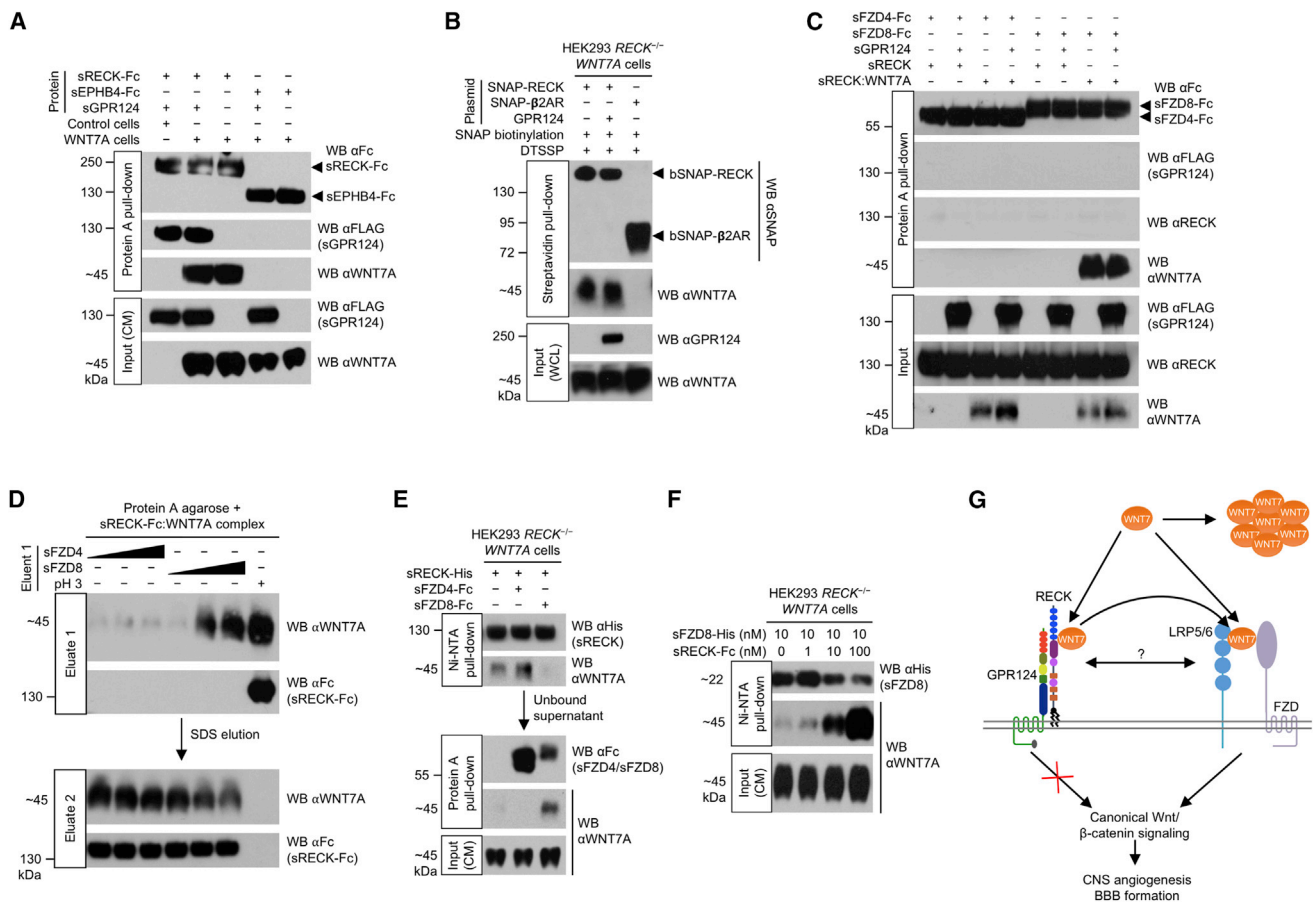 A
Protein
sRECK-Fc + + + – –
sEPHB4-Fc – – – + +
sGPR124 + + – + –
Control cells + – – – –
WNT7A cells – + + + +
Protein A pull-down
250
130
WB αFc
sRECK-Fc
sEPHB4-Fc
130
WB αFLAG
(sGPR124)
~45
WB αWNT7A
Input (CM)
130
WB αFLAG
(sGPR124)
~45
kDa
WB αWNT7A
B
HEK293 RECK–/–
WNT7A cells
Plasmid
SNAP-RECK + + –
SNAP-β2AR – – +
GPR124 – + –
SNAP biotinylation + + +
DTSSP + + +
Streptavidin pull-down
130
95
72
bSNAP-RECK
bSNAP-β2AR
WB αSNAP
~45
WB αWNT7A
Input
(WCL)
250
WB αGPR124
~45
kDa
WB αWNT7A
C
sFZD4-Fc + + + + – – – –
sFZD8-Fc – – – – + + + +
sGPR124 – + – + – + – +
sRECK + + – – + + – –
sRECK:WNT7A – – + + – – + +
Protein A pull-down
55
WB αFc
sFZD8-Fc
sFZD4-Fc
130
WB αFLAG
(sGPR124)
130
WB αRECK
~45
WB
αWNT7A
Input
130
WB αFLAG
(sGPR124)
130
WB αRECK
~45
kDa
WB
αWNT7A
D
Protein A agarose +
sRECK-Fc:WNT7A complex
Eluent 1
sFZD4 – – – –
sFZD8 – – – –
pH 3 – – – – – – +
Eluate 1
~45
WB αWNT7A
130
WB αFc
(sRECK-Fc)
SDS elution
Eluate 2
~45
WB αWNT7A
130
kDa
WB αFc
(sRECK-Fc)
E
HEK293 RECK–/–
WNT7A cells
sRECK-His + + +
sFZD4-Fc – + –
sFZD8-Fc – – +
Ni-NTA
pull-down
130
WB αHis
(sRECK)
~45
WB
αWNT7A
Unbound
supernatant
Protein A
pull-down
55
WB αFc
(sFZD4/sFZD8)
~45
WB
αWNT7A
Input
(CM)
~45
kDa
F
HEK293 RECK–/–
WNT7A cells
sFZD8-His (nM) 10 10 10 10
sRECK-Fc (nM) 0 1 10 100
Ni-NTA
pull-down
~22
WB αHis
(sFZD8)
~45
WB
αWNT7A
Input
(CM)
~45
kDa
G
WNT7
WNT7
WNT7
WNT7
WNT7
WNT7
WNT7
WNT7
RECK
WNT7
LRP5/6
WNT7
?
GPR124
FZD
Canonical Wnt/
β-catenin signaling
CNS angiogenesis
BBB formation